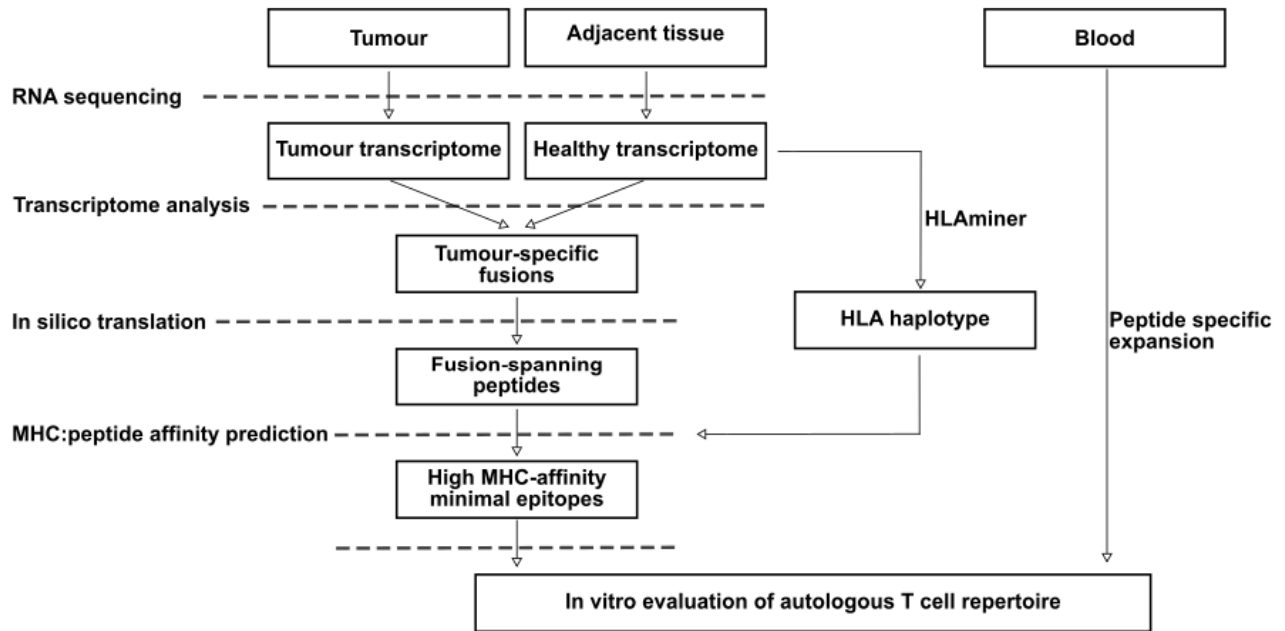 Tumour
Adjacent tissue
Blood
RNA sequencing
Tumour transcriptome
Healthy transcriptome
Transcriptome analysis
HLAminer
Tumour-specific
fusions
In silico translation
HLA haplotype
Peptide specific
expansion
Fusion-spanning
peptides
MHC:peptide affinity prediction
High MHC-affinity
minimal epitopes
In vitro evaluation of autologous T cell repertoire